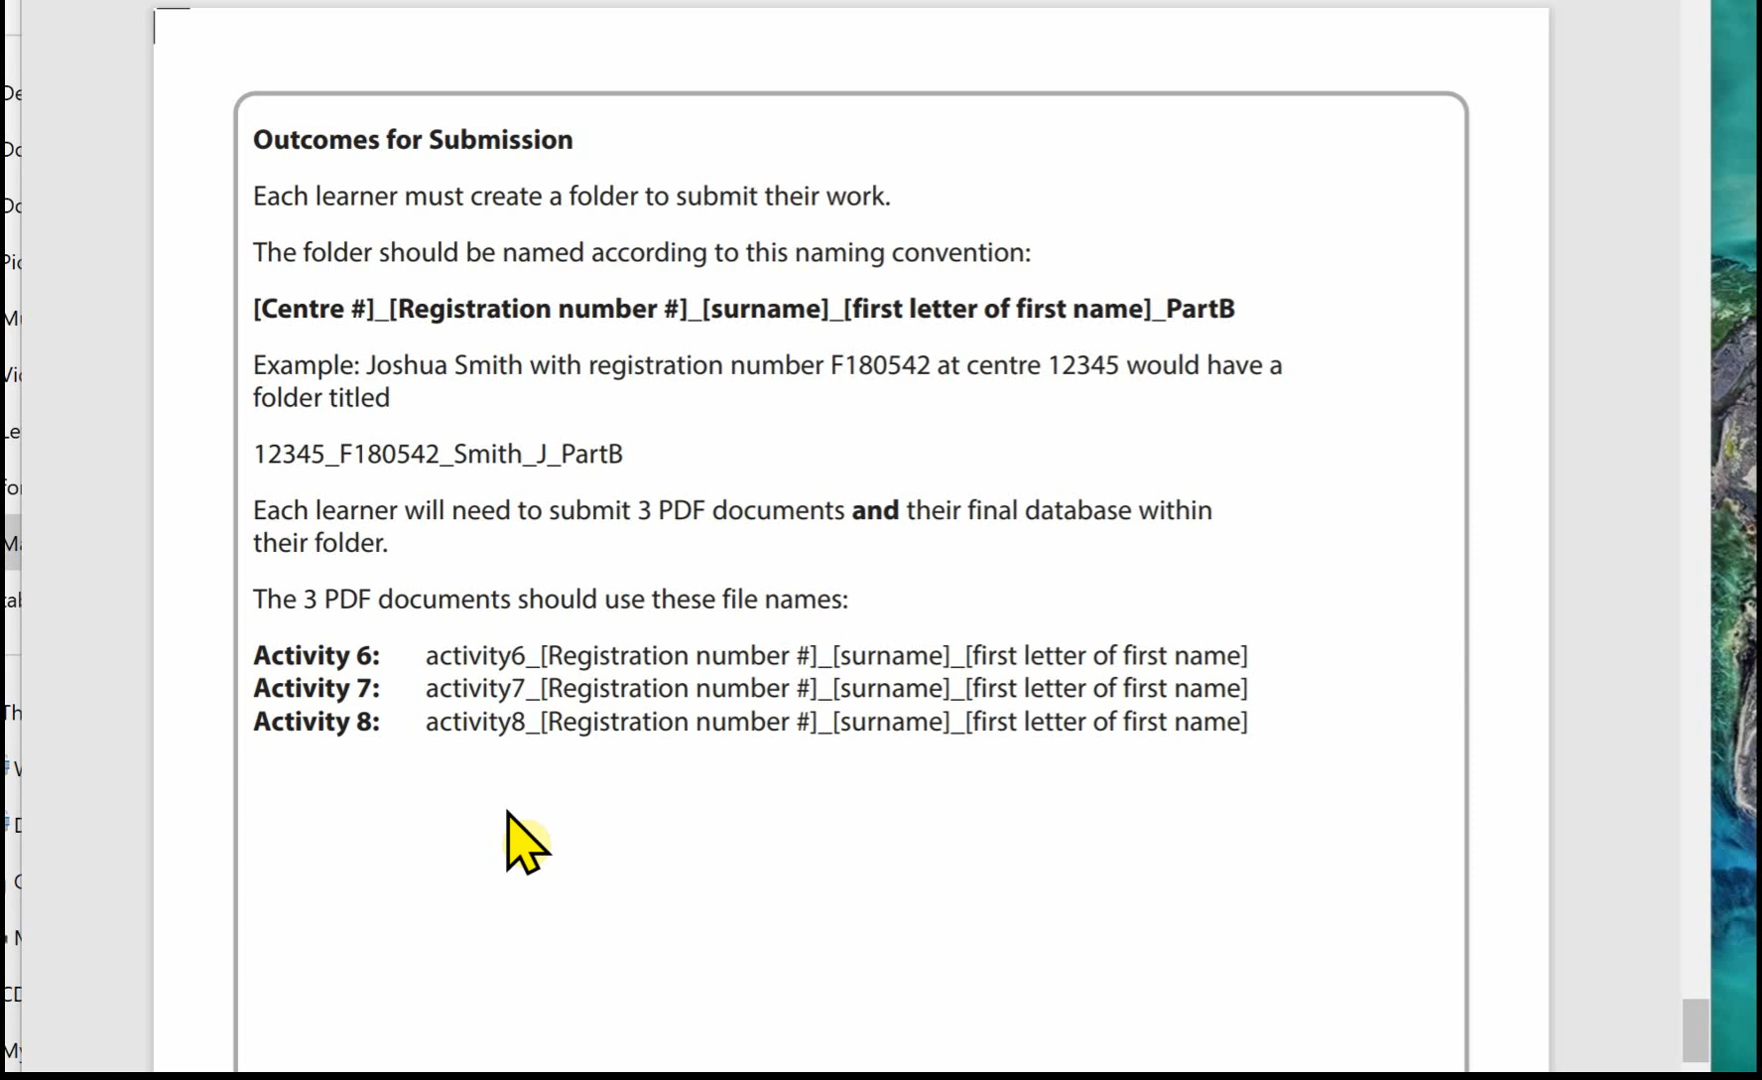 Outcomes for Submission
Each learner must create a folder to submit their work.
The folder should be named according to this naming convention:
[Centre #]_[Registration number #]_[surname]_[first letter of first name]_PartB
Example: Joshua Smith with registration number F180542 at centre 12345 would have a
folder titled
12345_F180542_Smith_J_PartB
Each learner will need to submit 3 PDF documents and their final database within
their folder.
The 3 PDF documents should use these file names:
Activity 6: activity6_[Registration number #]_[surname]_[first letter of first name]
Activity 7: activity7_[Registration number #]_[surname]_[first letter of first name]
Activity 8: activity8_[Registration number #]_[surname]_[first letter of first name]